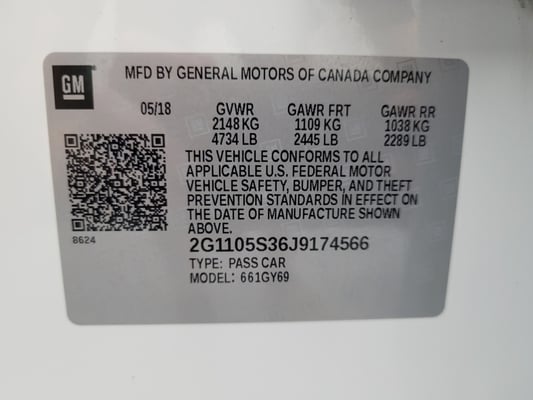 GM
MFD BY GENERAL MOTORS OF CANADA COMPANY
05/18 GVWR GAWR FRT GAWR RR
2148 KG 1109 KG 1038 KG
4734 LB 2445 LB 2289 LB
THIS VEHICLE CONFORMS TO ALL
APPLICABLE U.S. FEDERAL MOTOR
VEHICLE SAFETY, BUMPER, AND THEFT
PREVENTION STANDARDS IN EFFECT ON
THE DATE OF MANUFACTURE SHOWN
ABOVE.
8624
2G1105S36J9174566
TYPE: PASS CAR
MODEL: 661GY69